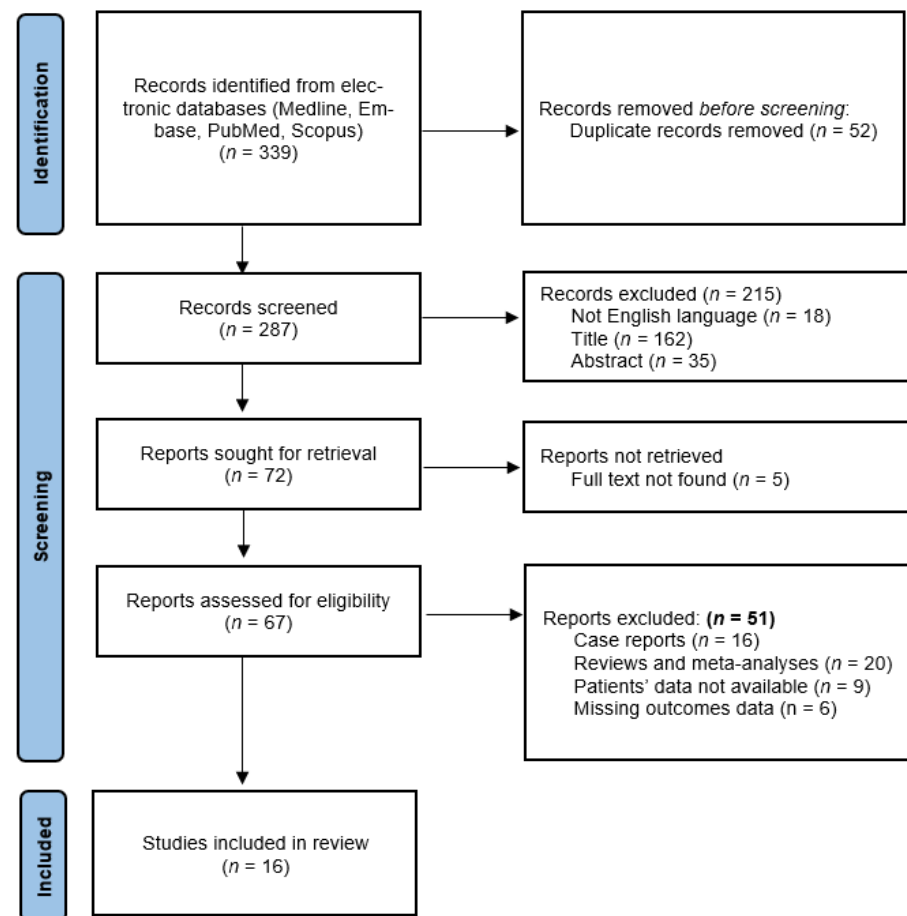 Identification
Records identified from elec-
tronic databases (Medline, Em-
base, PubMed, Scopus)
(n = 339)
Records removed before screening:
Duplicate records removed (n = 52)
Screening
Records screened
(n = 287)
Records excluded (n = 215)
Not English language (n = 18)
Title (n = 162)
Abstract (n = 35)
Reports sought for retrieval
(n = 72)
Reports not retrieved
Full text not found (n = 5)
Reports assessed for eligibility
(n = 67)
Reports excluded: (n = 51)
Case reports (n = 16)
Reviews and meta-analyses (n = 20)
Patients’ data not available (n = 9)
Missing outcomes data (n = 6)
Included
Studies included in review
(n = 16)